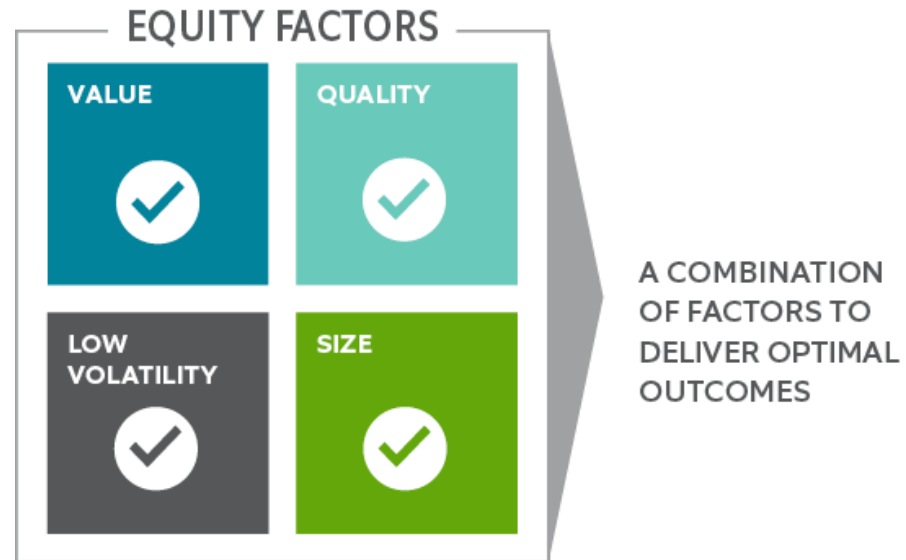 EQUITY FACTORS
VALUE
QUALITY
LOW
VOLATILITY
SIZE
A COMBINATION
OF FACTORS TO
DELIVER OPTIMAL
OUTCOMES